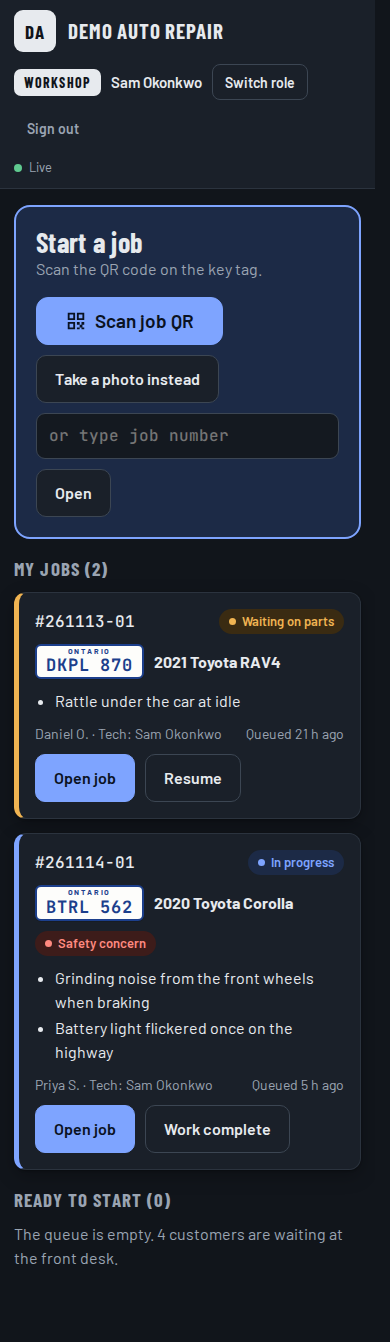 DA DEMO AUTO REPAIR
WORKSHOP Sam Okonkwo Switch role
Sign out
Live
Start a job
Scan the QR code on the key tag.
Scan job QR
Take a photo instead
or type job number
Open
MY JOBS (2)
#261113-01 Waiting on parts
ONTARIO
DKPL 870 2021 Toyota RAV4
• Rattle under the car at idle
Daniel O. · Tech: Sam Okonkwo Queued 21 h ago
Open job Resume
#261114-01 In progress
ONTARIO
BTRL 562 2020 Toyota Corolla
Safety concern
• Grinding noise from the front wheels
when braking
• Battery light flickered once on the
highway
Priya S. · Tech: Sam Okonkwo Queued 5 h ago
Open job Work complete
READY TO START (0)
The queue is empty. 4 customers are waiting at
the front desk.